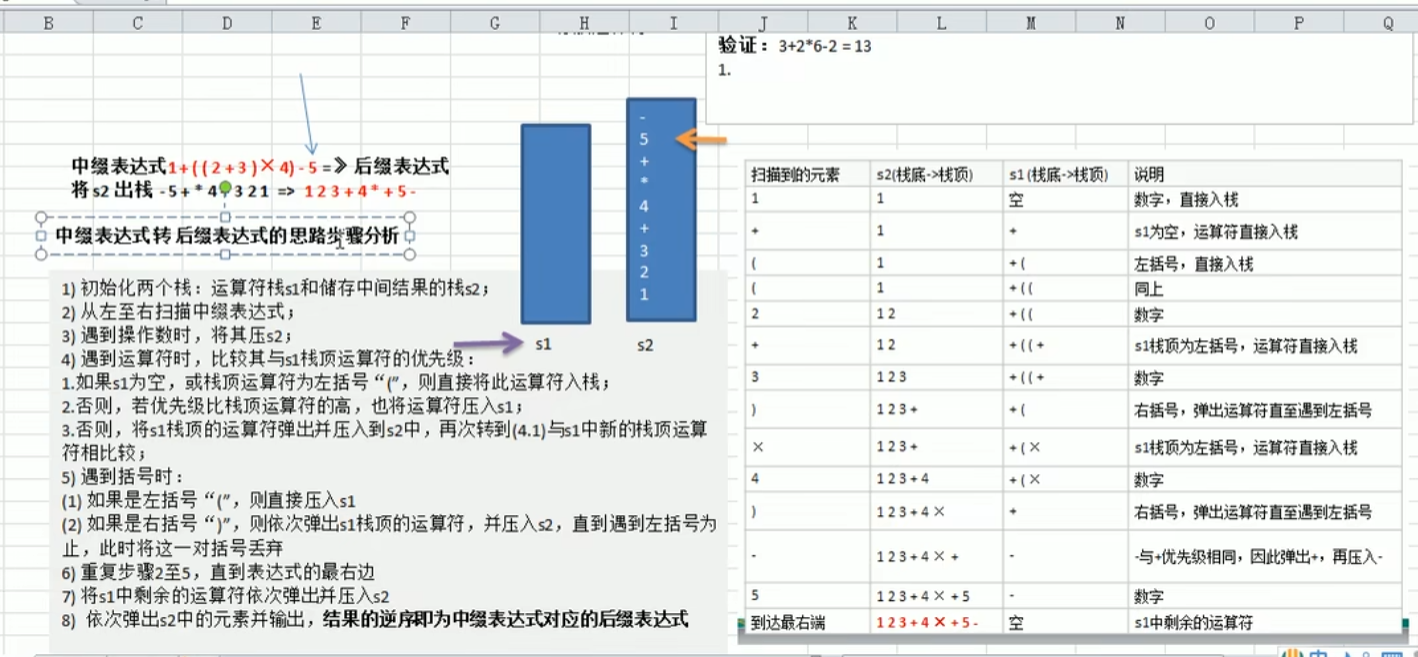 B C D E F G H I J K L M N O P Q
验证：3+2*6-2 = 13
1.
中缀表达式1+((2+3)×4)-5 =》后缀表达式
将s2出栈 -5+*4 321 => 123+4*+5-
中缀表达式转后缀表达式的思路步骤分析
1) 初始化两个栈：运算符栈s1和储存中间结果的栈s2；
2) 从左至右扫描中缀表达式；
3) 遇到操作数时，将其压s2；
4) 遇到运算符时，比较其与s1栈顶运算符的优先级：
1.如果s1为空，或栈顶运算符为左括号“(”，则直接将此运算符入栈；
2.否则，若优先级比栈顶运算符的高，也将运算符压入s1；
3.否则，将s1栈顶的运算符弹出并压入到s2中，再次转到(4.1)与s1中新的栈顶运算
符相比较；
5) 遇到括号时：
(1) 如果是左括号“(”，则直接压入s1
(2) 如果是右括号“)”，则依次弹出s1栈顶的运算符，并压入s2，直到遇到左括号为
止，此时将这一对括号丢弃
6) 重复步骤2至5，直到表达式的最右边
7) 将s1中剩余的运算符依次弹出并压入s2
8) 依次弹出s2中的元素并输出，结果的逆序即为中缀表达式对应的后缀表达式
-
5
+
*
4
+
3
2
1
s1 s2
扫描到的元素 s2(栈底->栈顶) s1 (栈底->栈顶) 说明
1 1 空 数字，直接入栈
+ 1 + s1为空，运算符直接入栈
( 1 + ( 左括号，直接入栈
( 1 + ( ( 同上
2 1 2 + ( ( 数字
+ 1 2 + ( ( + s1栈顶为左括号，运算符直接入栈
3 1 2 3 + ( ( + 数字
) 1 2 3 + + ( 右括号，弹出运算符直至遇到左括号
× 1 2 3 + + ( × s1栈顶为左括号，运算符直接入栈
4 1 2 3 + 4 + ( × 数字
) 1 2 3 + 4 × + 右括号，弹出运算符直至遇到左括号
- 1 2 3 + 4 × + - -与+优先级相同，因此弹出+，再压入-
5 1 2 3 + 4 × + 5 - 数字
到达最右端 1 2 3 + 4 × + 5 - 空 s1中剩余的运算符